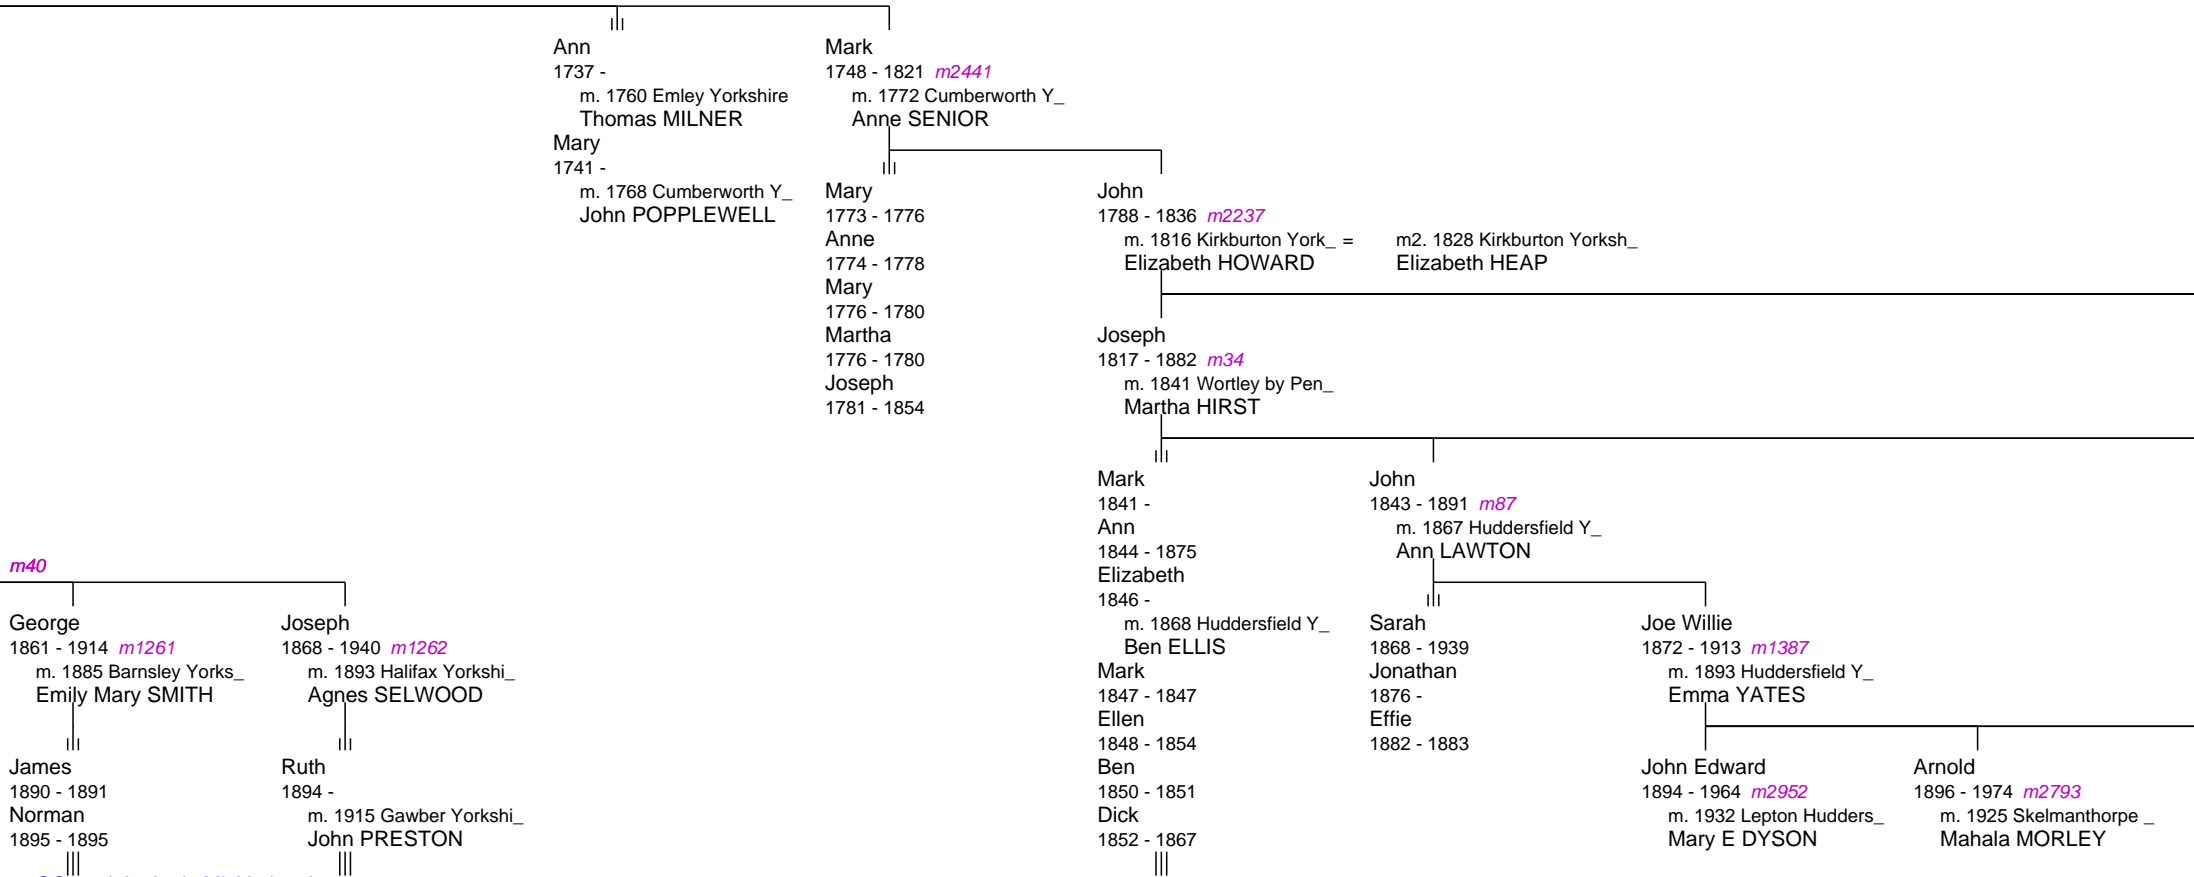 Ann
1737 -
m. 1760 Emley Yorkshire
Thomas MILNER
Mary
1741 -
m. 1768 Cumberworth Y_
John POPPLEWELL
Mark
1748 - 1821 m2441
m. 1772 Cumberworth Y_
Anne SENIOR
Mary
1773 - 1776
Anne
1774 - 1778
Mary
1776 - 1780
Martha
1776 - 1780
Joseph
1781 - 1854
John
1788 - 1836 m2237
m. 1816 Kirkburton York_ =
Elizabeth HOWARD
m2. 1828 Kirkburton Yorksh_
Elizabeth HEAP
Joseph
1817 - 1882 m34
m. 1841 Wortley by Pen_
Martha HIRST
Mark
1841 -
Ann
1844 - 1875
Elizabeth
1846 -
m. 1868 Huddersfield Y_
Ben ELLIS
Mark
1847 - 1847
Ellen
1848 - 1854
Ben
1850 - 1851
Dick
1852 - 1867
John
1843 - 1891 m87
m. 1867 Huddersfield Y_
Ann LAWTON
Sarah
1868 - 1939
Jonathan
1876 -
Effie
1882 - 1883
Joe Willie
1872 - 1913 m1387
m. 1893 Huddersfield Y_
Emma YATES
John Edward
1894 - 1964 m2952
m. 1932 Lepton Hudders_
Mary E DYSON
Arnold
1896 - 1974 m2793
m. 1925 Skelmanthorpe _
Mahala MORLEY
m40
George
1861 - 1914 m1261
m. 1885 Barnsley Yorks_
Emily Mary SMITH
James
1890 - 1891
Norman
1895 - 1895
Joseph
1868 - 1940 m1262
m. 1893 Halifax Yorkshi_
Agnes SELWOOD
Ruth
1894 -
m. 1915 Gawber Yorkshi_
John PRESTON